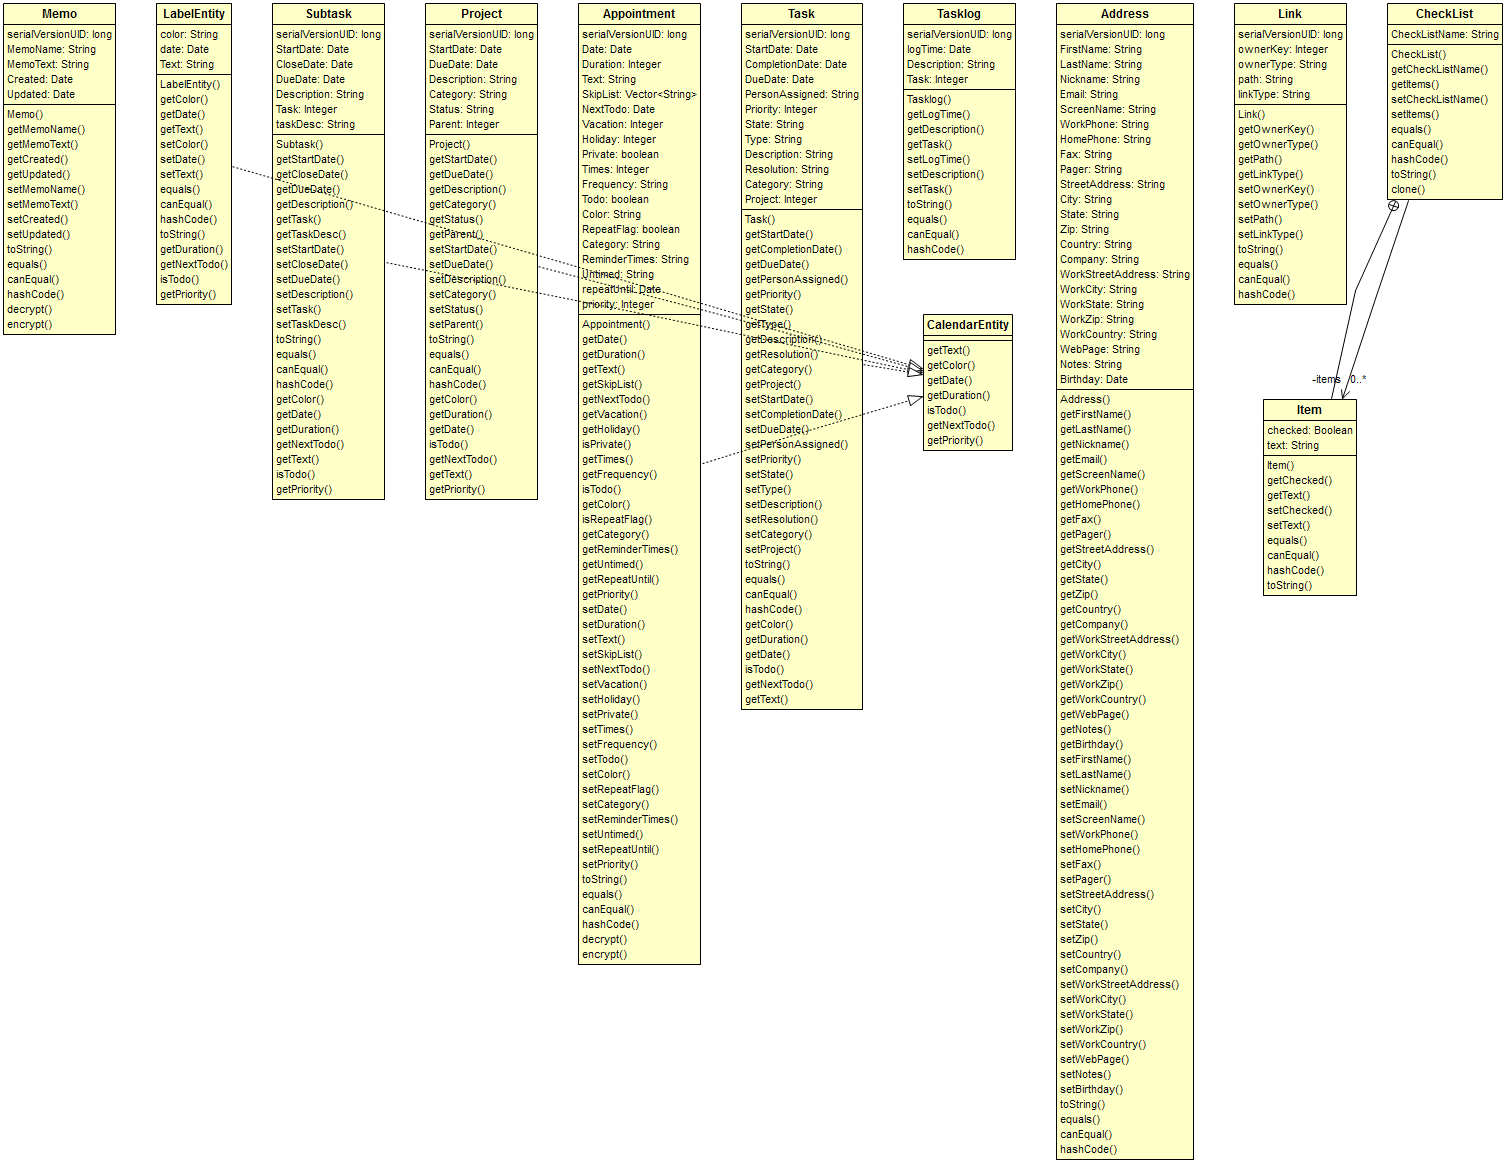 Memo
serialVersionUID: long
MemoName: String
MemoText: String
Created: Date
Updated: Date
Memo()
getMemoName()
getMemoText()
getCreated()
getUpdated()
setMemoName()
setMemoText()
setCreated()
setUpdated()
toString()
equals()
canEqual()
hashCode()
decrypt()
encrypt()
LabelEntity
color: String
date: Date
Text: String
LabelEntity()
getColor()
getDate()
getText()
setColor()
setDate()
setText()
equals()
canEqual()
hashCode()
toString()
getDuration()
getNextTodo()
isTodo()
getPriority()
Subtask
serialVersionUID: long
StartDate: Date
CloseDate: Date
DueDate: Date
Description: String
Task: Integer
taskDesc: String
Subtask()
getStartDate()
getCloseDate()
getDueDate()
getDescription()
getTask()
getTaskDesc()
setStartDate()
setCloseDate()
setDueDate()
setDescription()
setTask()
setTaskDesc()
toString()
equals()
canEqual()
hashCode()
getColor()
getDate()
getDuration()
getNextTodo()
getText()
isTodo()
getPriority()
Project
serialVersionUID: long
StartDate: Date
DueDate: Date
Description: String
Category: String
Status: String
Parent: Integer
Project()
getStartDate()
getDueDate()
getDescription()
getCategory()
getStatus()
getParent()
setStartDate()
setDueDate()
setDescription()
setCategory()
setStatus()
setParent()
toString()
equals()
canEqual()
hashCode()
getColor()
getDuration()
getDate()
isTodo()
getNextTodo()
getText()
getPriority()
Appointment
serialVersionUID: long
Date: Date
Duration: Integer
Text: String
SkipList: Vector<String>
NextTodo: Date
Vacation: Integer
Holiday: Integer
Private: boolean
Times: Integer
Frequency: String
Todo: boolean
Color: String
RepeatFlag: boolean
Category: String
ReminderTimes: String
Untimed: String
repeatUntil: Date
priority: Integer
Appointment()
getDate()
getDuration()
getText()
getSkipList()
getNextTodo()
getVacation()
getHoliday()
isPrivate()
getTimes()
getFrequency()
isTodo()
getColor()
isRepeatFlag()
getCategory()
getReminderTimes()
getUntimed()
getRepeatUntil()
getPriority()
setDate()
setDuration()
setText()
setSkipList()
setNextTodo()
setVacation()
setHoliday()
setPrivate()
setTimes()
setFrequency()
setTodo()
setColor()
setRepeatFlag()
setCategory()
setReminderTimes()
setUntimed()
setRepeatUntil()
setPriority()
toString()
equals()
canEqual()
hashCode()
decrypt()
encrypt()
Task
serialVersionUID: long
StartDate: Date
CompletionDate: Date
DueDate: Date
PersonAssigned: String
Priority: Integer
State: String
Type: String
Description: String
Resolution: String
Category: String
Project: Integer
Task()
getStartDate()
getCompletionDate()
getDueDate()
getPersonAssigned()
getPriority()
getState()
getType()
getDescription()
getResolution()
getCategory()
getProject()
setStartDate()
setCompletionDate()
setDueDate()
setPersonAssigned()
setPriority()
setState()
setType()
setDescription()
setResolution()
setCategory()
setProject()
toString()
equals()
canEqual()
hashCode()
getColor()
getDuration()
getDate()
isTodo()
getNextTodo()
getText()
Tasklog
serialVersionUID: long
logTime: Date
Description: String
Task: Integer
Tasklog()
getLogTime()
getDescription()
getTask()
setLogTime()
setDescription()
setTask()
toString()
equals()
canEqual()
hashCode()
CalendarEntity
getText()
getColor()
getDate()
getDuration()
isTodo()
getNextTodo()
getPriority()
Address
serialVersionUID: long
FirstName: String
LastName: String
Nickname: String
Email: String
ScreenName: String
WorkPhone: String
HomePhone: String
Fax: String
Pager: String
StreetAddress: String
City: String
State: String
Zip: String
Country: String
Company: String
WorkStreetAddress: String
WorkCity: String
WorkState: String
WorkZip: String
WorkCountry: String
WebPage: String
Notes: String
Birthday: Date
Address()
getFirstName()
getLastName()
getNickname()
getEmail()
getScreenName()
getWorkPhone()
getHomePhone()
getFax()
getPager()
getStreetAddress()
getCity()
getState()
getZip()
getCountry()
getCompany()
getWorkStreetAddress()
getWorkCity()
getWorkState()
getWorkZip()
getWorkCountry()
getWebPage()
getNotes()
getBirthday()
setFirstName()
setLastName()
setNickname()
setEmail()
setScreenName()
setWorkPhone()
setHomePhone()
setFax()
setPager()
setStreetAddress()
setCity()
setState()
setZip()
setCountry()
setCompany()
setWorkStreetAddress()
setWorkCity()
setWorkState()
setWorkZip()
setWorkCountry()
setWebPage()
setNotes()
setBirthday()
toString()
equals()
canEqual()
hashCode()
Link
serialVersionUID: long
ownerKey: Integer
ownerType: String
path: String
linkType: String
Link()
getOwnerKey()
getOwnerType()
getPath()
getLinkType()
setOwnerKey()
setOwnerType()
setPath()
setLinkType()
toString()
equals()
canEqual()
hashCode()
CheckList
CheckListName: String
CheckList()
getCheckListName()
getItems()
setCheckListName()
setItems()
equals()
canEqual()
hashCode()
toString()
clone()
-items 0..*
Item
checked: Boolean
text: String
Item()
getChecked()
getText()
setChecked()
setText()
equals()
canEqual()
hashCode()
toString()